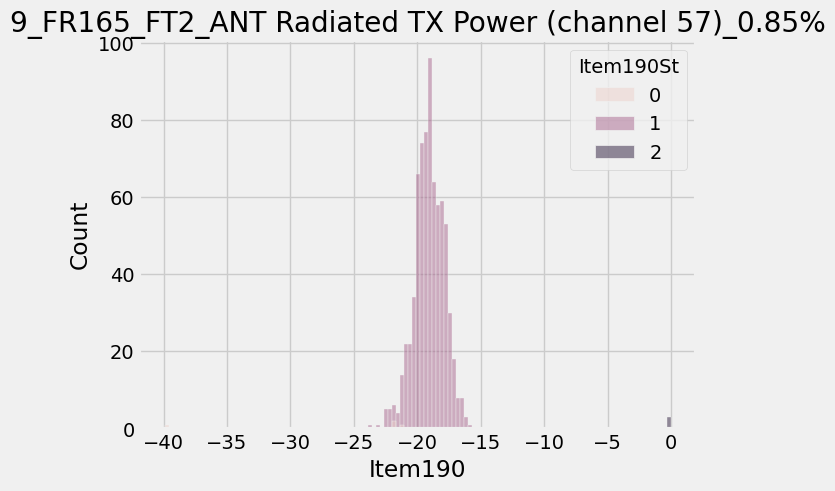 9_FR165_FT2_ANT Radiated TX Power (channel 57)_0.85%
Item190St
0
1
2
100
80
60
40
20
0
Count
−40 −35 −30 −25 −20 −15 −10 −5 0
Item190